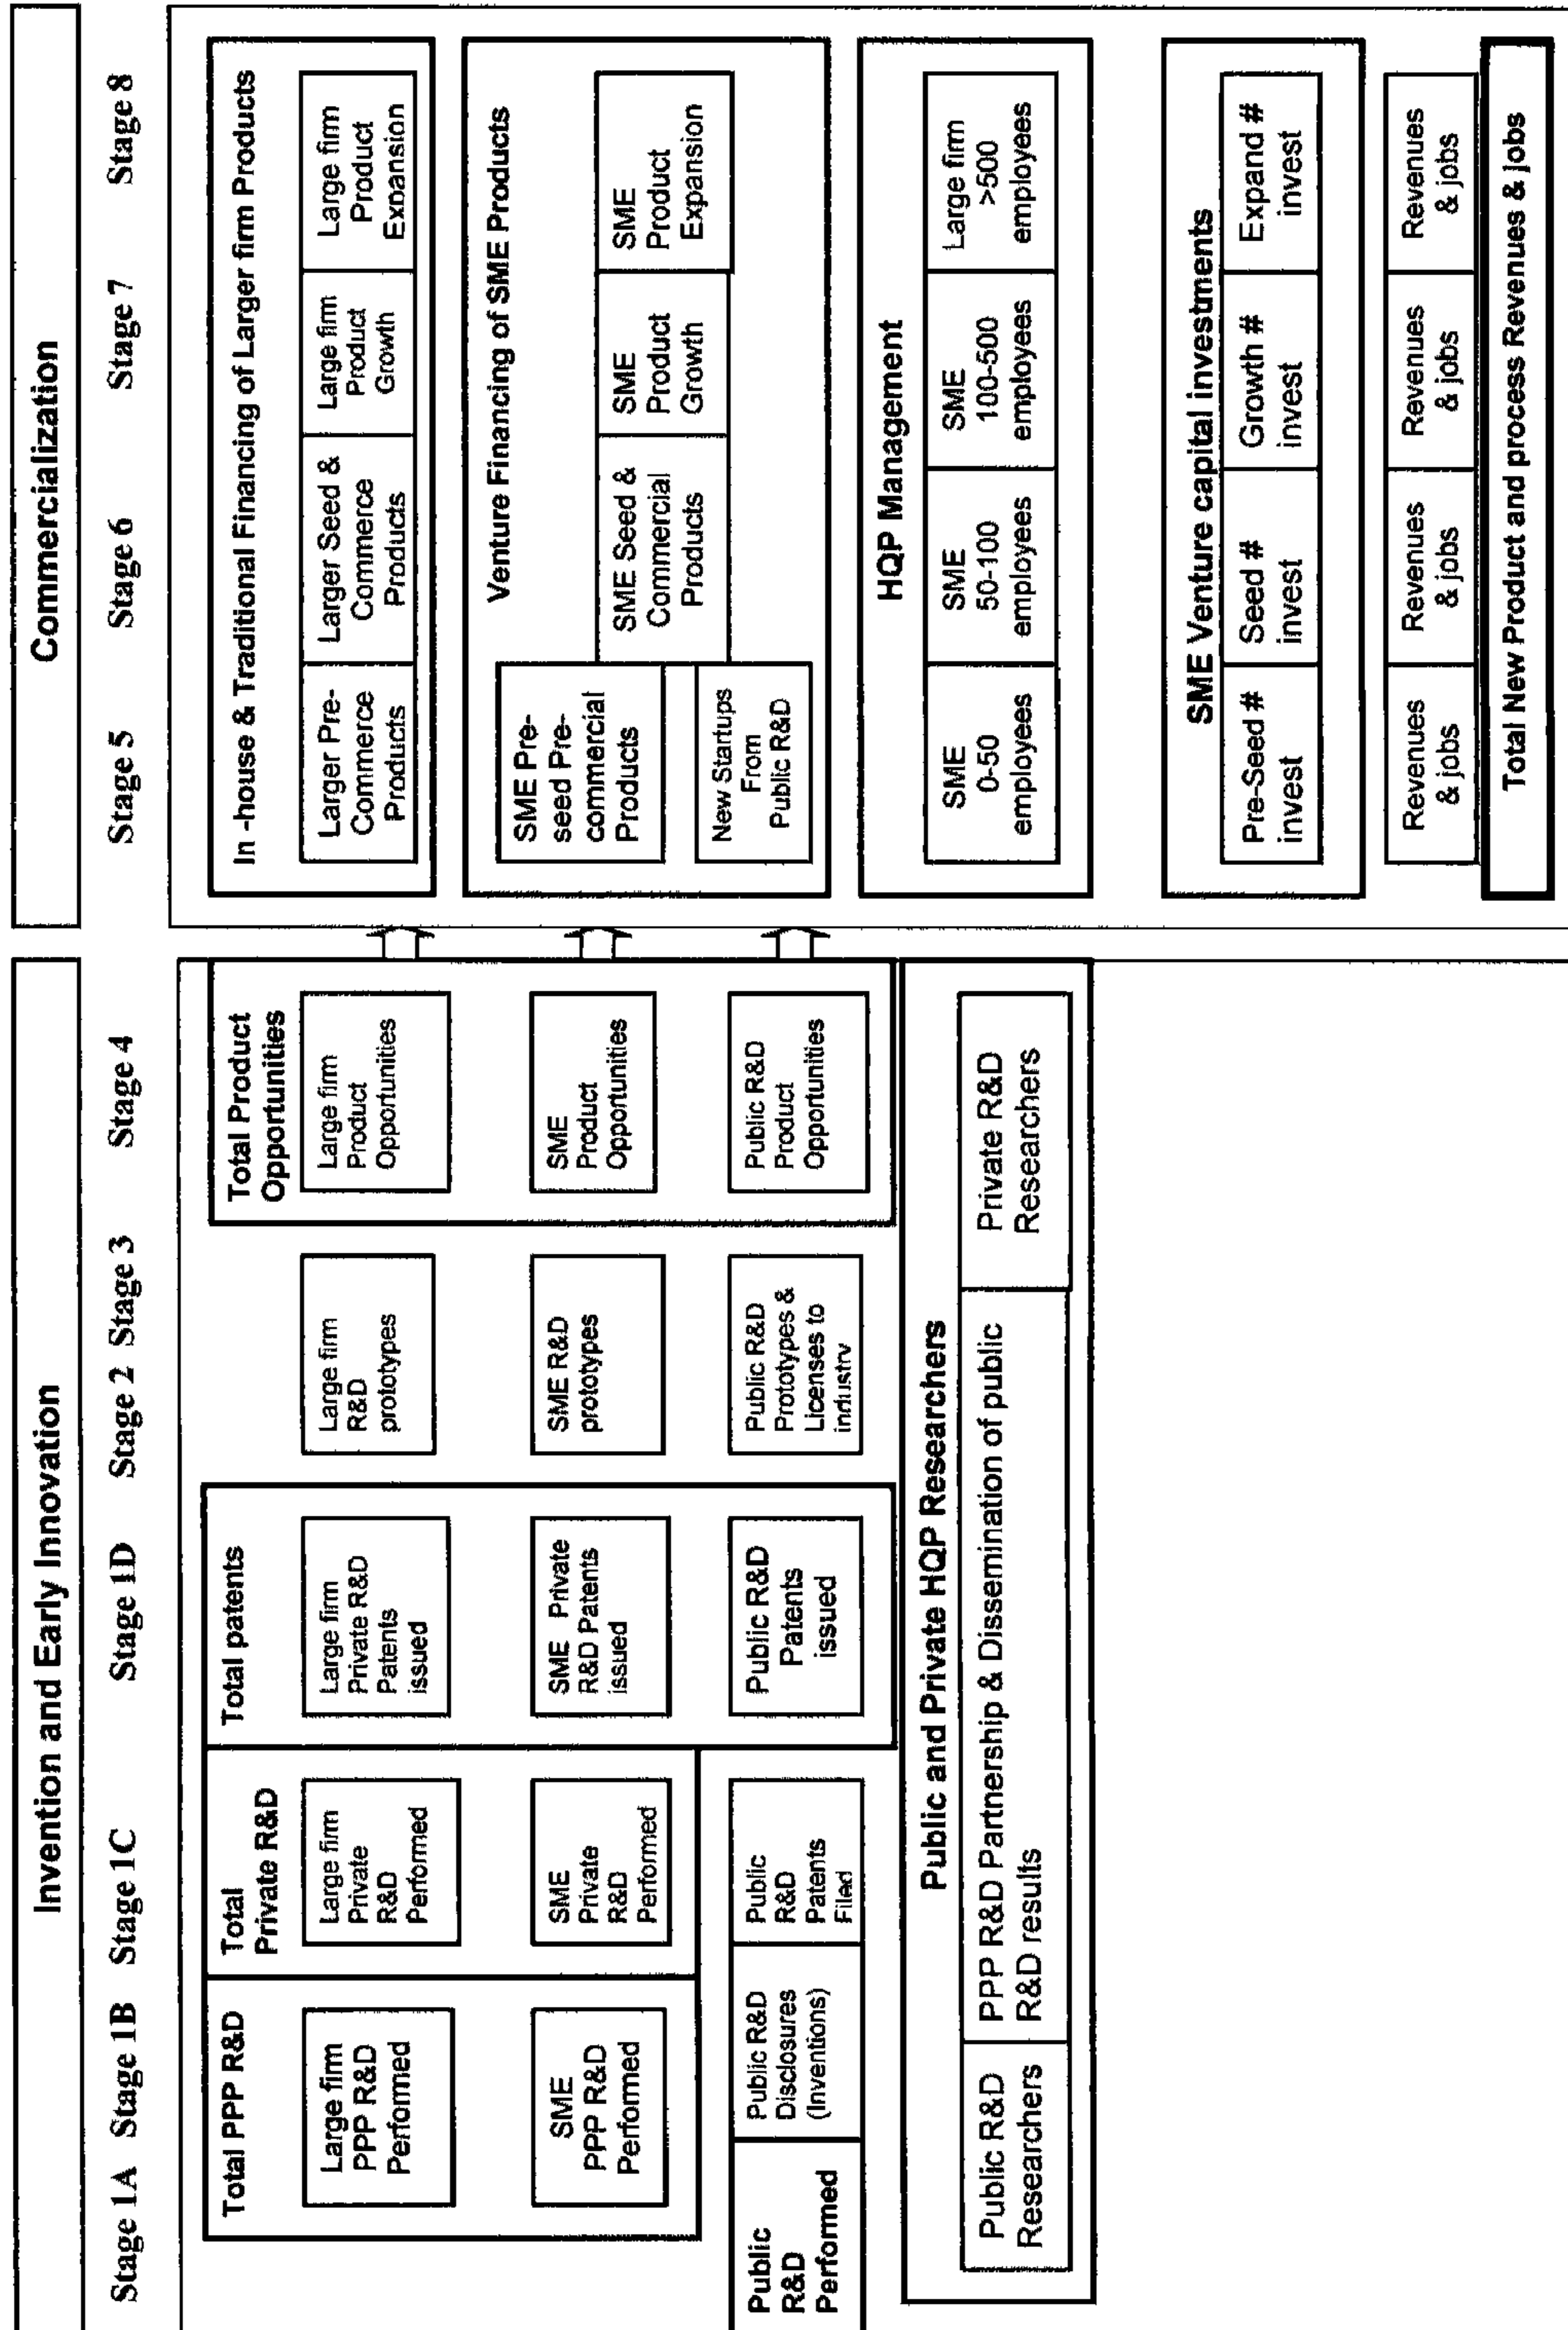 Invention and Early Innovation
Commercialization
Stage 1A Stage 1B Stage 1C Stage 1D Stage 2 Stage 3 Stage 4 Stage 5 Stage 6 Stage 7 Stage 8
Total PPP R&D
Large firm
PPP R&D
Performed
SME
PPP R&D
Performed
Total
Private R&D
Large firm
Private
R&D
Performed
SME
Private
R&D
Performed
Total patents
Large firm
Private R&D
Patents
issued
SME Private
R&D Patents
issued
Public R&D
Patents
issued
Public
R&D
Performed
Public R&D
Disclosures
(Inventions)
Public
R&D
Patents
Filed
Large firm
R&D
prototypes
SME R&D
prototypes
Public R&D
Prototypes &
Licenses to
industry
Total Product
Opportunities
Large firm
Product
Opportunities
SME
Product
Opportunities
Public R&D
Product
Opportunities
Public and Private HQP Researchers
Public R&D
Researchers
PPP R&D Partnership & Dissemination of public
R&D results
Private R&D
Researchers
In -house & Traditional Financing of Larger firm Products
Larger Pre-
Commerce
Products
Larger Seed &
Commerce
Products
Large firm
Product
Growth
Large firm
Product
Expansion
Venture Financing of SME Products
SME Pre-
seed Pre-
commercial
Products
New Startups
From
Public R&D
SME Seed &
Commercial
Products
SME
Product
Growth
SME
Product
Expansion
HQP Management
SME
0-50
employees
SME
50-100
employees
SME
100-500
employees
Large firm
>500
employees
SME Venture capital investments
Pre-Seed #
invest
Seed #
invest
Growth #
invest
Expand #
invest
Revenues
& jobs
Revenues
& jobs
Revenues
& jobs
Revenues
& jobs
Total New Product and process Revenues & jobs